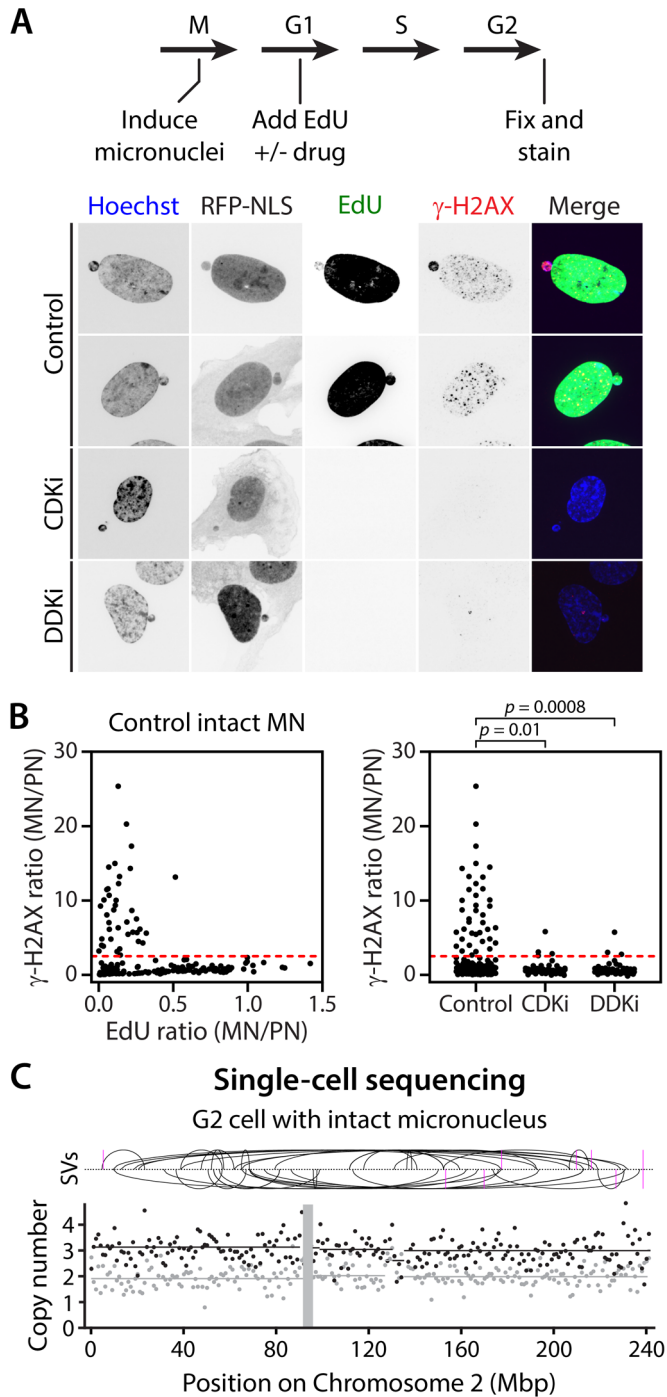 A
M G1 S G2
Induce micronuclei
Add EdU +/- drug
Fix and stain
Hoechst RFP-NLS EdU γ-H2AX Merge
Control
CDKi
DDKi
B
Control intact MN
γ-H2AX ratio (MN/PN)
30
20
10
0
0.0 0.5 1.0 1.5
EdU ratio (MN/PN)
p = 0.0008
p = 0.01
γ-H2AX ratio (MN/PN)
30
20
10
0
Control CDKi DDKi
C
Single-cell sequencing
G2 cell with intact micronucleus
SVs
Copy number
4
3
2
1
0
0 40 80 120 160 200 240
Position on Chromosome 2 (Mbp)